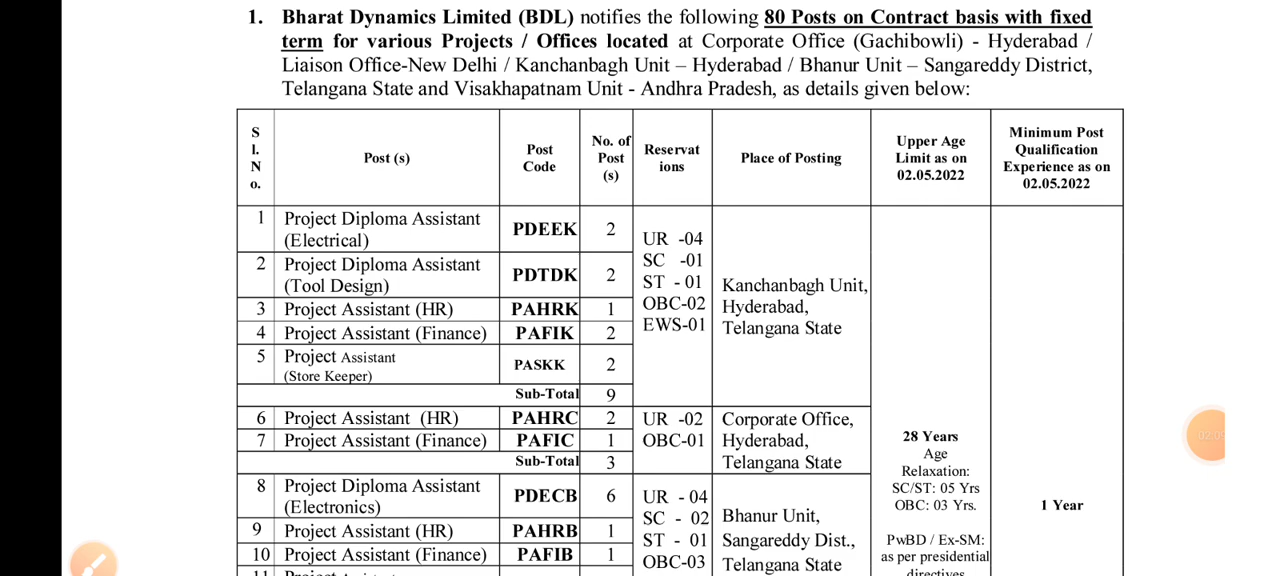 1. Bharat Dynamics Limited (BDL) notifies the following 80 Posts on Contract basis with fixed
term for various Projects / Offices located at Corporate Office (Gachibowli) - Hyderabad /
Liaison Office-New Delhi / Kanchanbagh Unit – Hyderabad / Bhanur Unit – Sangareddy District,
Telangana State and Visakhapatnam Unit - Andhra Pradesh, as details given below:
S
l.
N
o.
Post (s)
Post
Code
No. of
Post
(s)
Reservat
ions
Place of Posting
Upper Age
Limit as on
02.05.2022
Minimum Post
Qualification
Experience as on
02.05.2022
1 Project Diploma Assistant
(Electrical)
PDEEK 2
2 Project Diploma Assistant
(Tool Design)
PDTDK 2
3 Project Assistant (HR) PAHRK 1
4 Project Assistant (Finance) PAFIK 2
5 Project Assistant
(Store Keeper)
PASKK 2
Sub-Total 9
UR -04
SC -01
ST - 01
OBC-02
EWS-01
Kanchanbagh Unit,
Hyderabad,
Telangana State
6 Project Assistant (HR) PAHRC 2
7 Project Assistant (Finance) PAFIC 1
Sub-Total 3
UR -02
OBC-01
Corporate Office,
Hyderabad,
Telangana State
8 Project Diploma Assistant
(Electronics)
PDECB 6
9 Project Assistant (HR) PAHRB 1
10 Project Assistant (Finance) PAFIB 1
UR - 04
SC - 02
ST - 01
OBC-03
Bhanur Unit,
Sangareddy Dist.,
Telangana State
28 Years
Age
Relaxation:
SC/ST: 05 Yrs
OBC: 03 Yrs.
PwBD / Ex-SM:
as per presidential
directives
1 Year